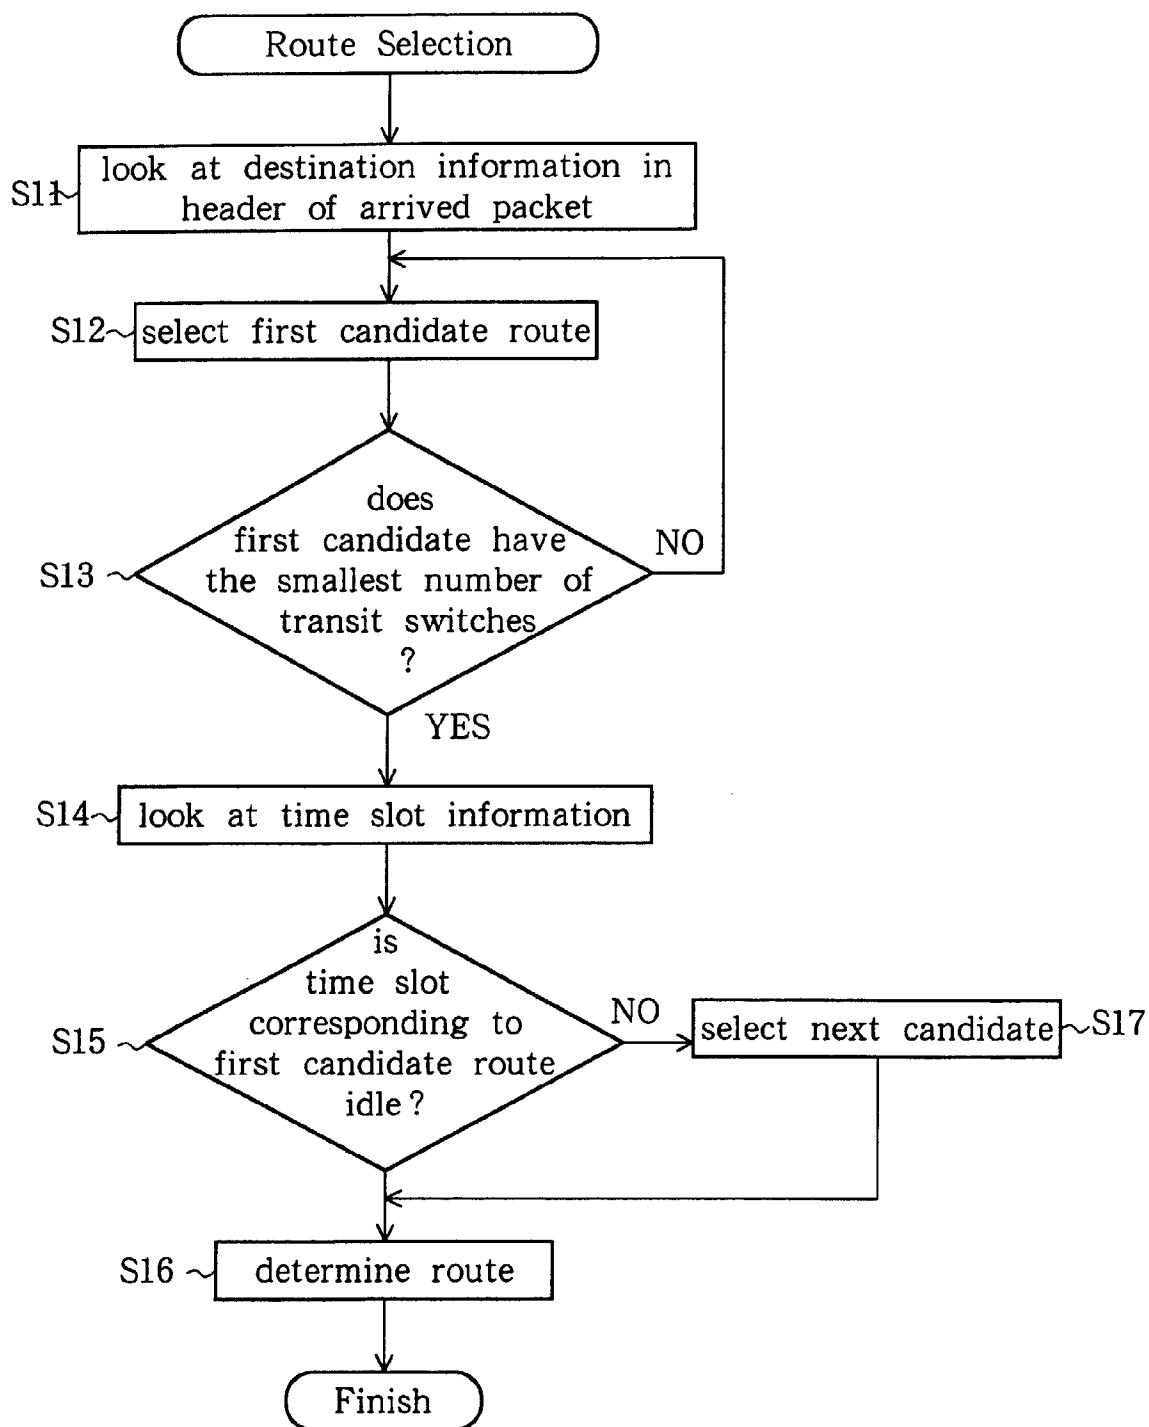 Route Selection
S11
look at destination information in
header of arrived packet
S12
select first candidate route
S13
does
first candidate have
the smallest number of
transit switches
?
NO
YES
S14
look at time slot information
S15
is
time slot
corresponding to
first candidate route
idle?
NO
select next candidate
S17
S16
determine route
Finish